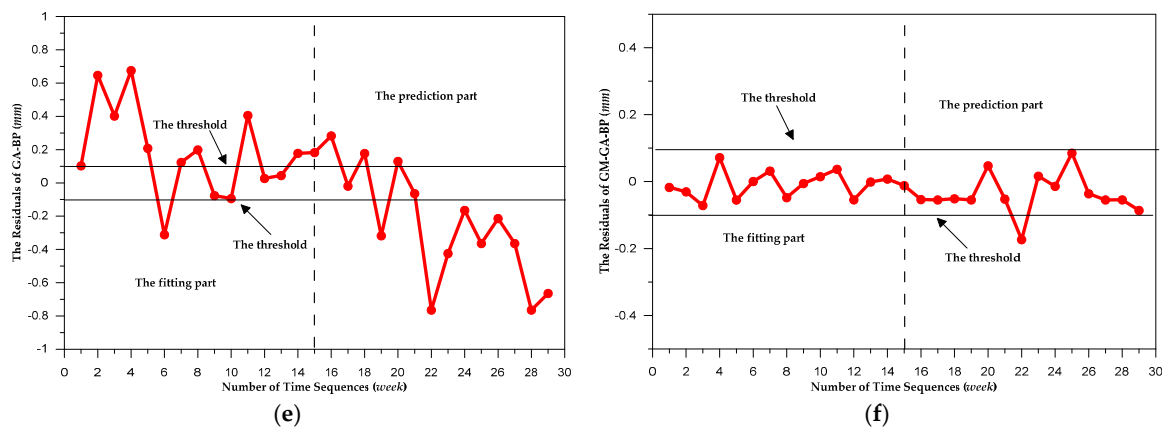 1
0.8
0.6
0.4
0.2
0
-0.2
-0.4
-0.6
-0.8
-1
The Residuals of GA-BP (mm)
The prediction part
The threshold
The threshold
The fitting part
0 2 4 6 8 10 12 14 16 18 20 22 24 26 28 30
Number of Time Sequences (week)
(e)
0.4
0.2
0
-0.2
-0.4
The Residuals of CM-GA-BP (mm)
The threshold
The prediction part
The fitting part
The threshold
0 2 4 6 8 10 12 14 16 18 20 22 24 26 28 30
Number of Time Sequences (week)
(f)